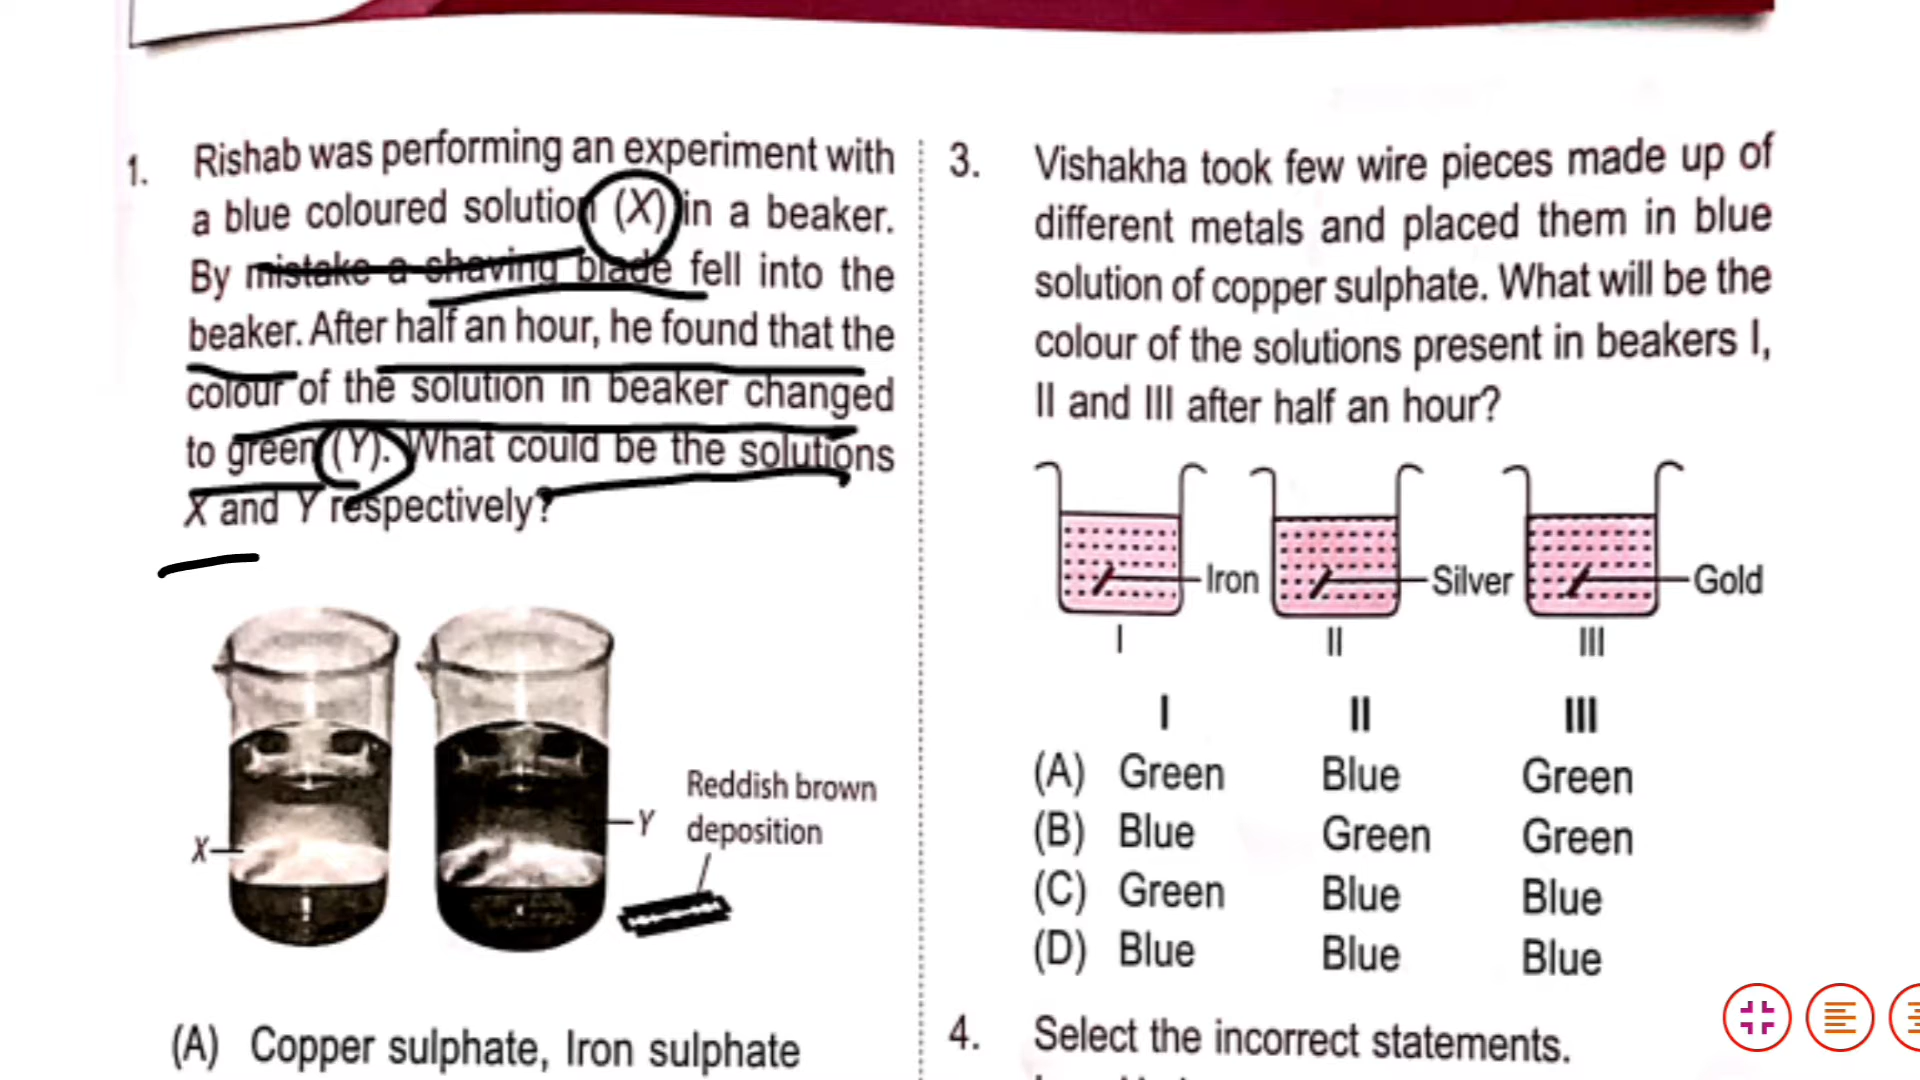 1. Rishab was performing an experiment with
a blue coloured solution (X) in a beaker.
By mistake a shaving blade fell into the
beaker. After half an hour, he found that the
colour of the solution in beaker changed
to green (Y). What could be the solutions
X and Y respectively?
X
Y
Reddish brown
deposition
(A) Copper sulphate, Iron sulphate
3. Vishakha took few wire pieces made up of
different metals and placed them in blue
solution of copper sulphate. What will be the
colour of the solutions present in beakers I,
II and III after half an hour?
Iron Silver Gold
I II III
I II III
(A) Green Blue Green
(B) Blue Green Green
(C) Green Blue Blue
(D) Blue Blue Blue
4. Select the incorrect statements.